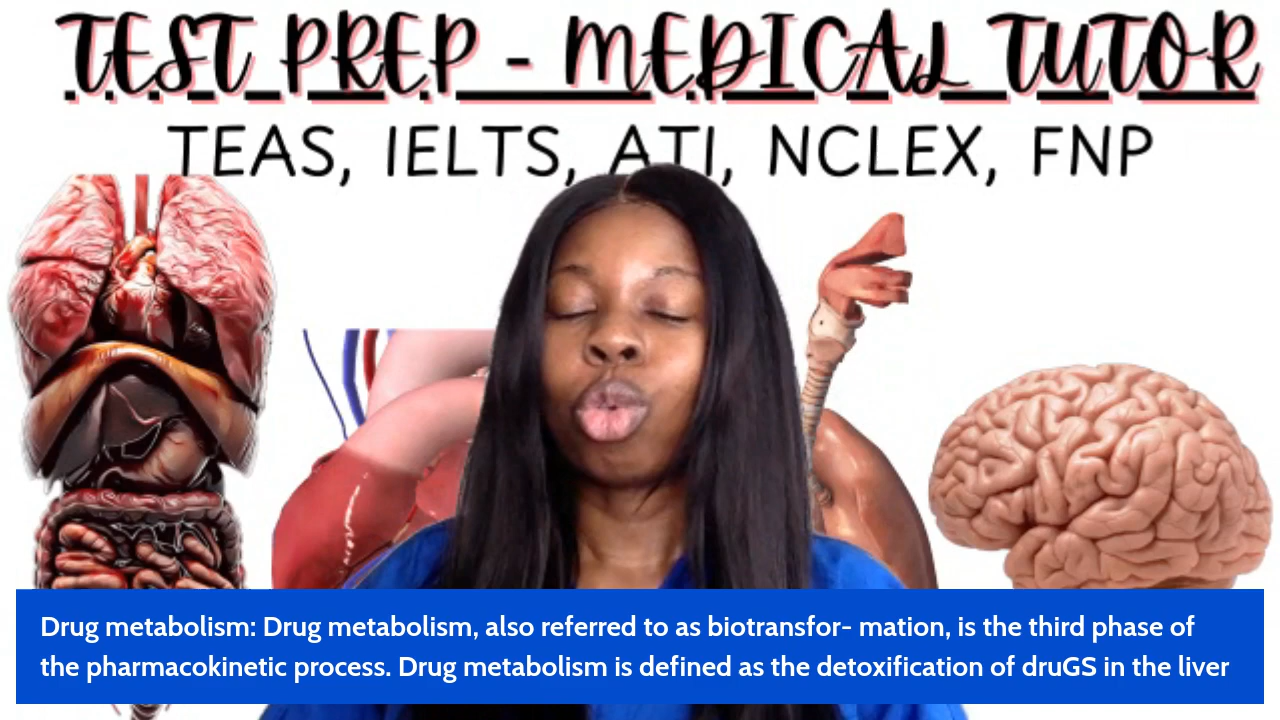 TEST PREP - MEDICAL TUTOR
TEAS, IELTS, ATI, NCLEX, FNP
Drug metabolism: Drug metabolism, also referred to as biotransfor- mation, is the third phase of
the pharmacokinetic process. Drug metabolism is defined as the detoxification of druGS in the liver